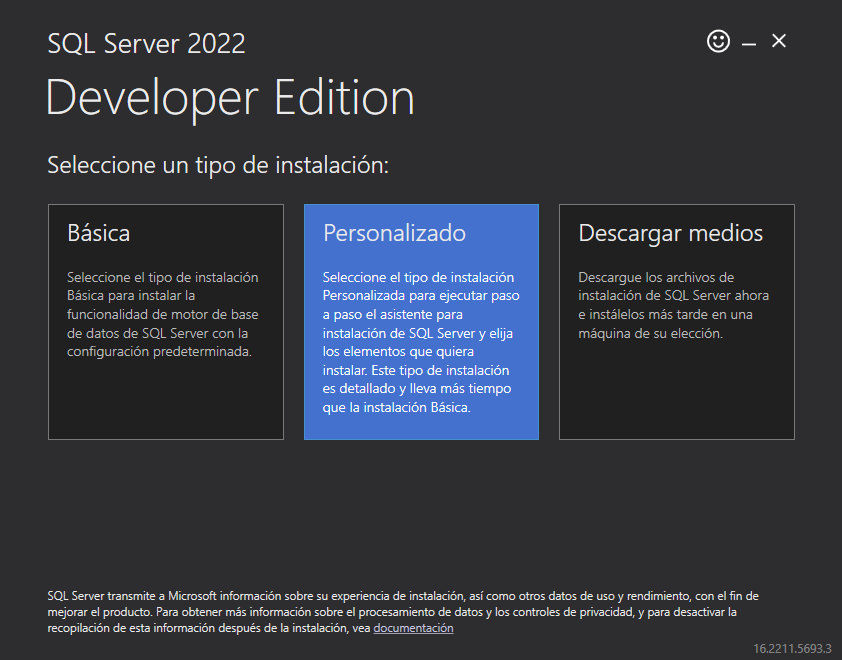 SQL Server 2022
Developer Edition
Seleccione un tipo de instalación:
Básica
Seleccione el tipo de instalación
Básica para instalar la
funcionalidad de motor de base
de datos de SQL Server con la
configuración predeterminada.
Personalizado
Seleccione el tipo de instalación
Personalizada para ejecutar paso
a paso el asistente para
instalación de SQL Server y elija
los elementos que quiera
instalar. Este tipo de instalación
es detallado y lleva más tiempo
que la instalación Básica.
Descargar medios
Descargue los archivos de
instalación de SQL Server ahora
e instálelos más tarde en una
máquina de su elección.
SQL Server transmite a Microsoft información sobre su experiencia de instalación, así como otros datos de uso y rendimiento, con el fin de
mejorar el producto. Para obtener más información sobre el procesamiento de datos y los controles de privacidad, y para desactivar la
recopilación de esta información después de la instalación, vea documentación
16.2211.5693.3